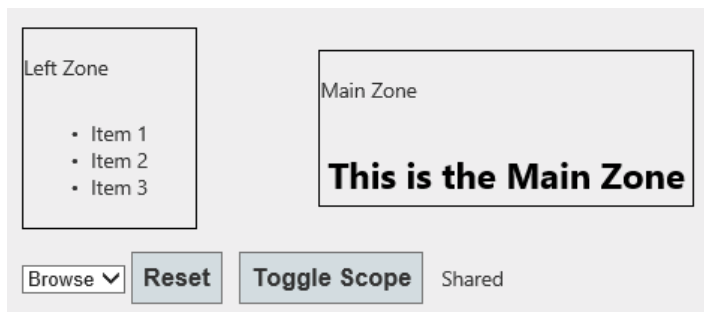 Left Zone
• Item 1
• Item 2
• Item 3
Main Zone
This is the Main Zone
Browse Reset Toggle Scope Shared